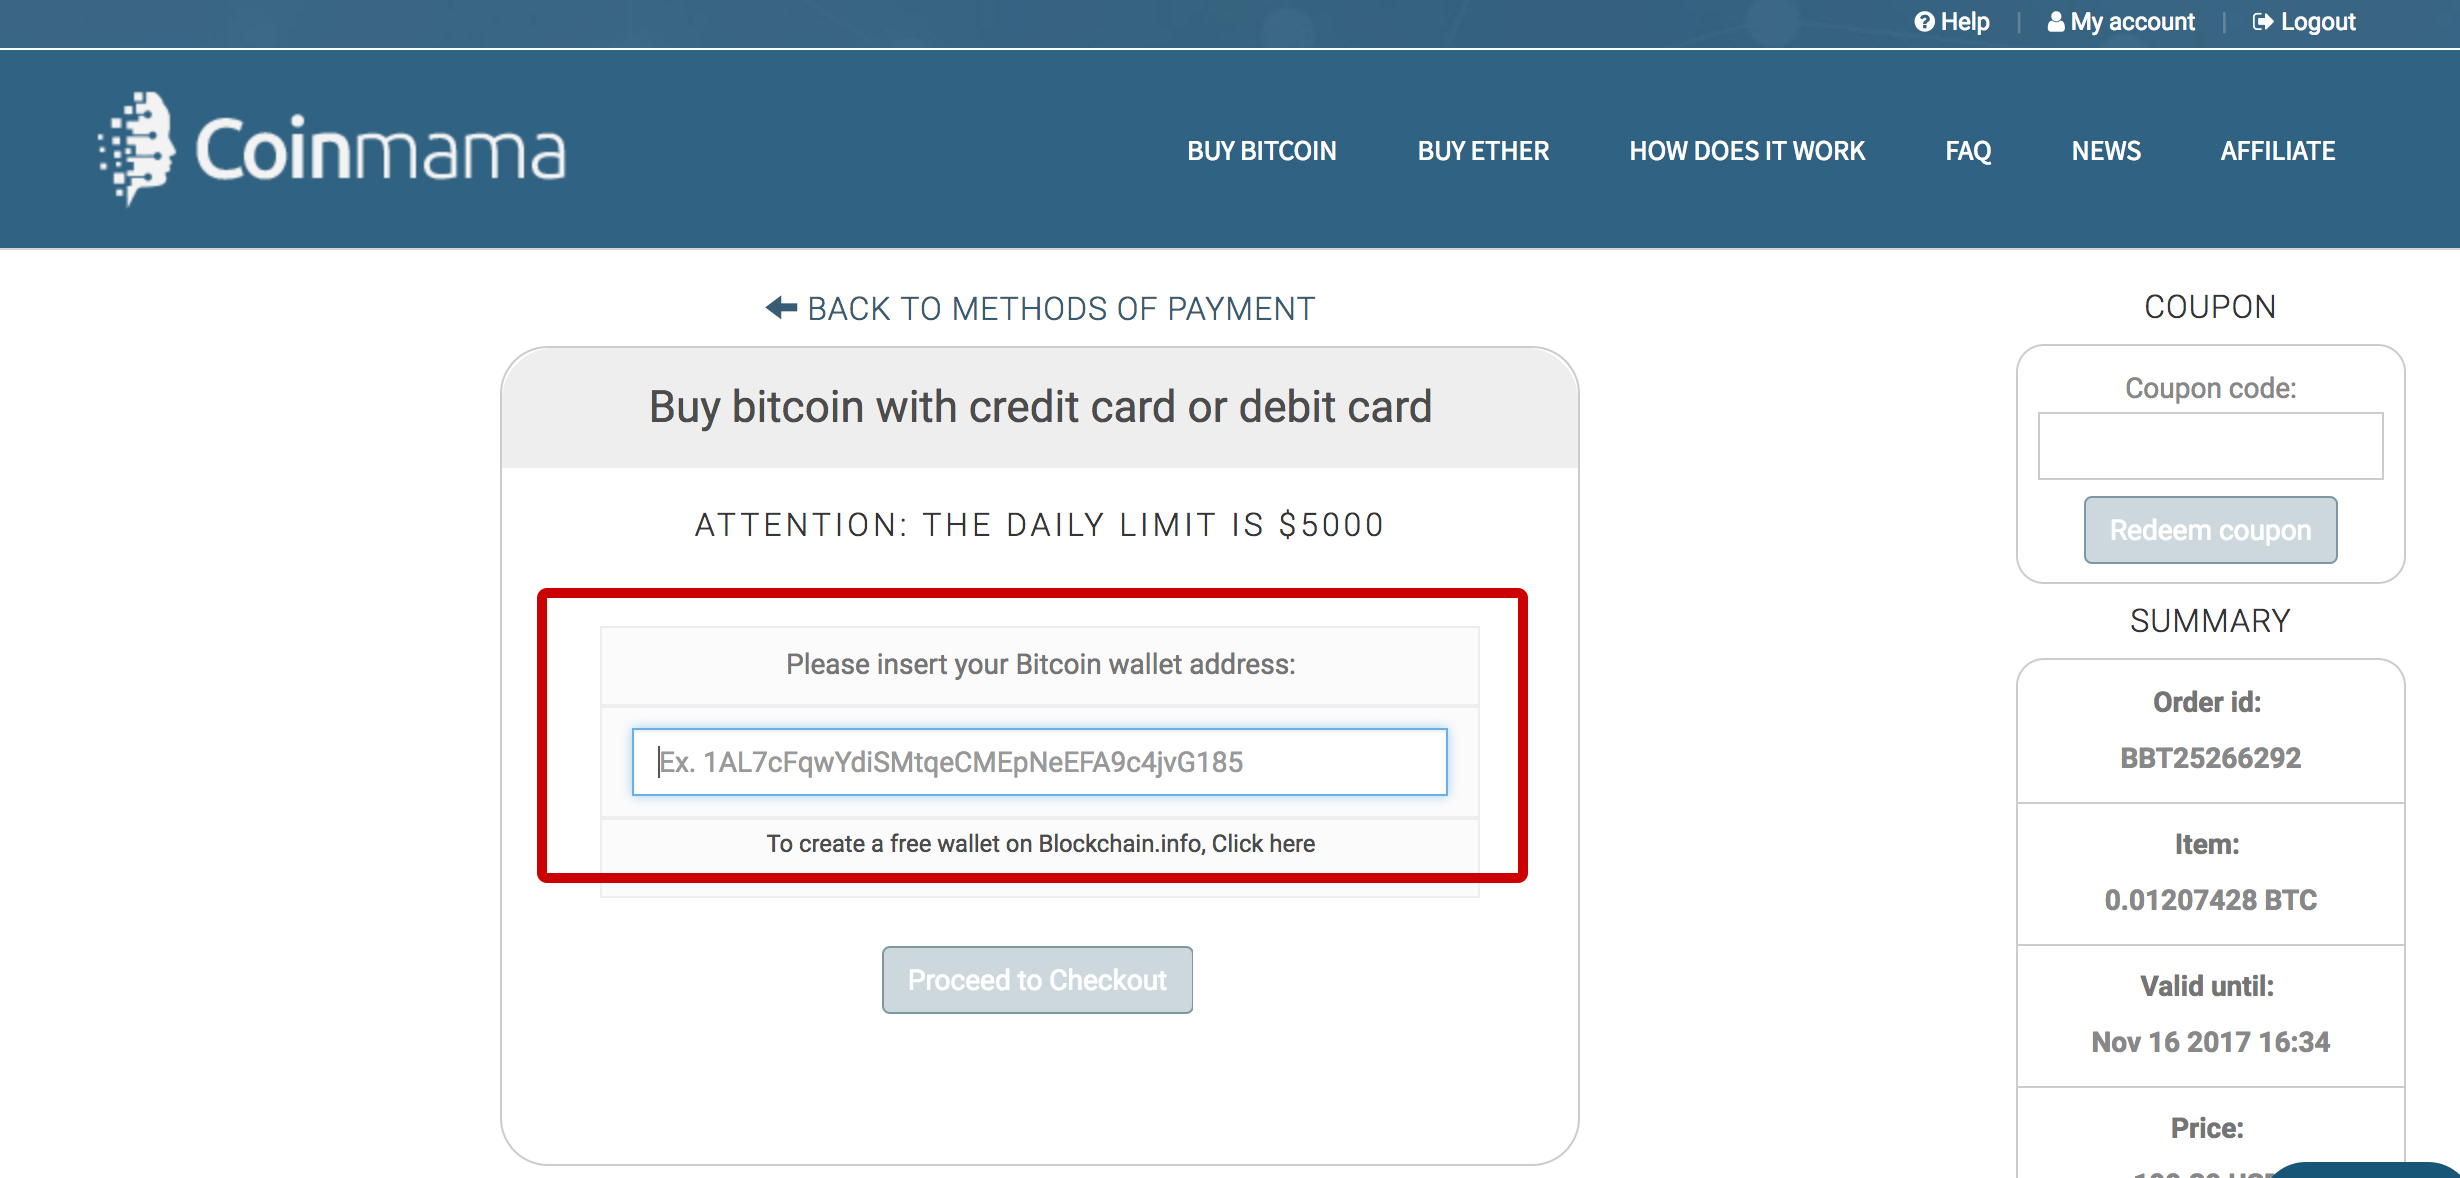 Help
My account
Logout
Coinmama
BUY BITCOIN
BUY ETHER
HOW DOES IT WORK
FAQ
NEWS
AFFILIATE
BACK TO METHODS OF PAYMENT
Buy bitcoin with credit card or debit card
ATTENTION: THE DAILY LIMIT IS $5000
Please insert your Bitcoin wallet address:
Ex. 1AL7cFqwYdiSMtqeCMEpNeEFA9c4jvG185
To create a free wallet on Blockchain.info, Click here
Proceed to Checkout
COUPON
Coupon code:
Redeem coupon
SUMMARY
Order id:
BBT25266292
Item:
0.01207428 BTC
Valid until:
Nov 16 2017 16:34
Price: